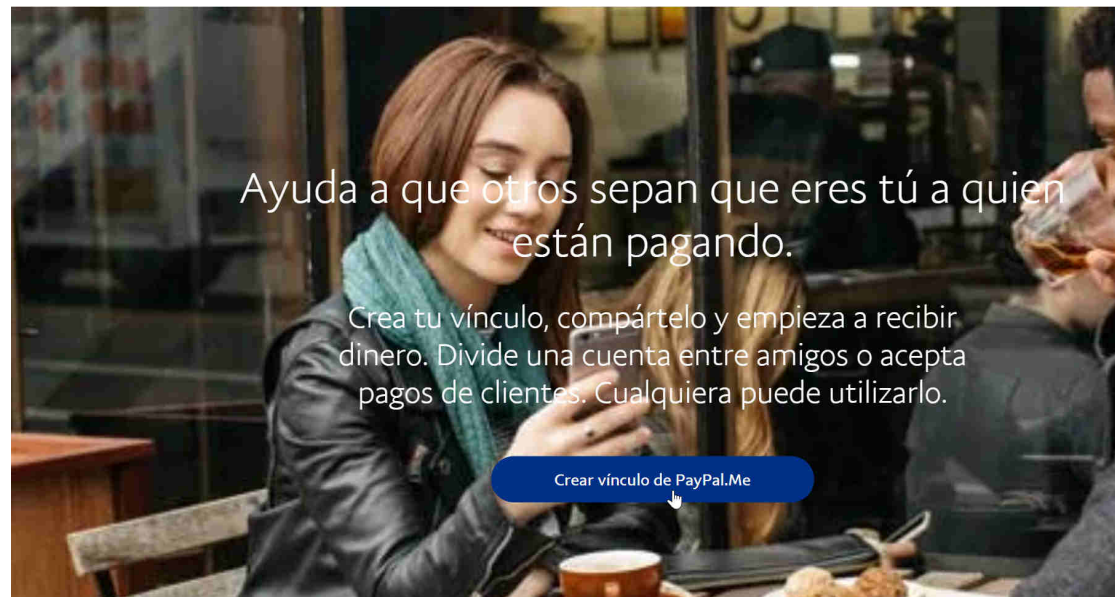 Ayuda a que otros sepan que eres tú a quien
están pagando.
Crea tu vínculo, compártelo y empieza a recibir
dinero. Divide una cuenta entre amigos o acepta
pagos de clientes. Cualquiera puede utilizarlo.
Crear vínculo de PayPal.Me